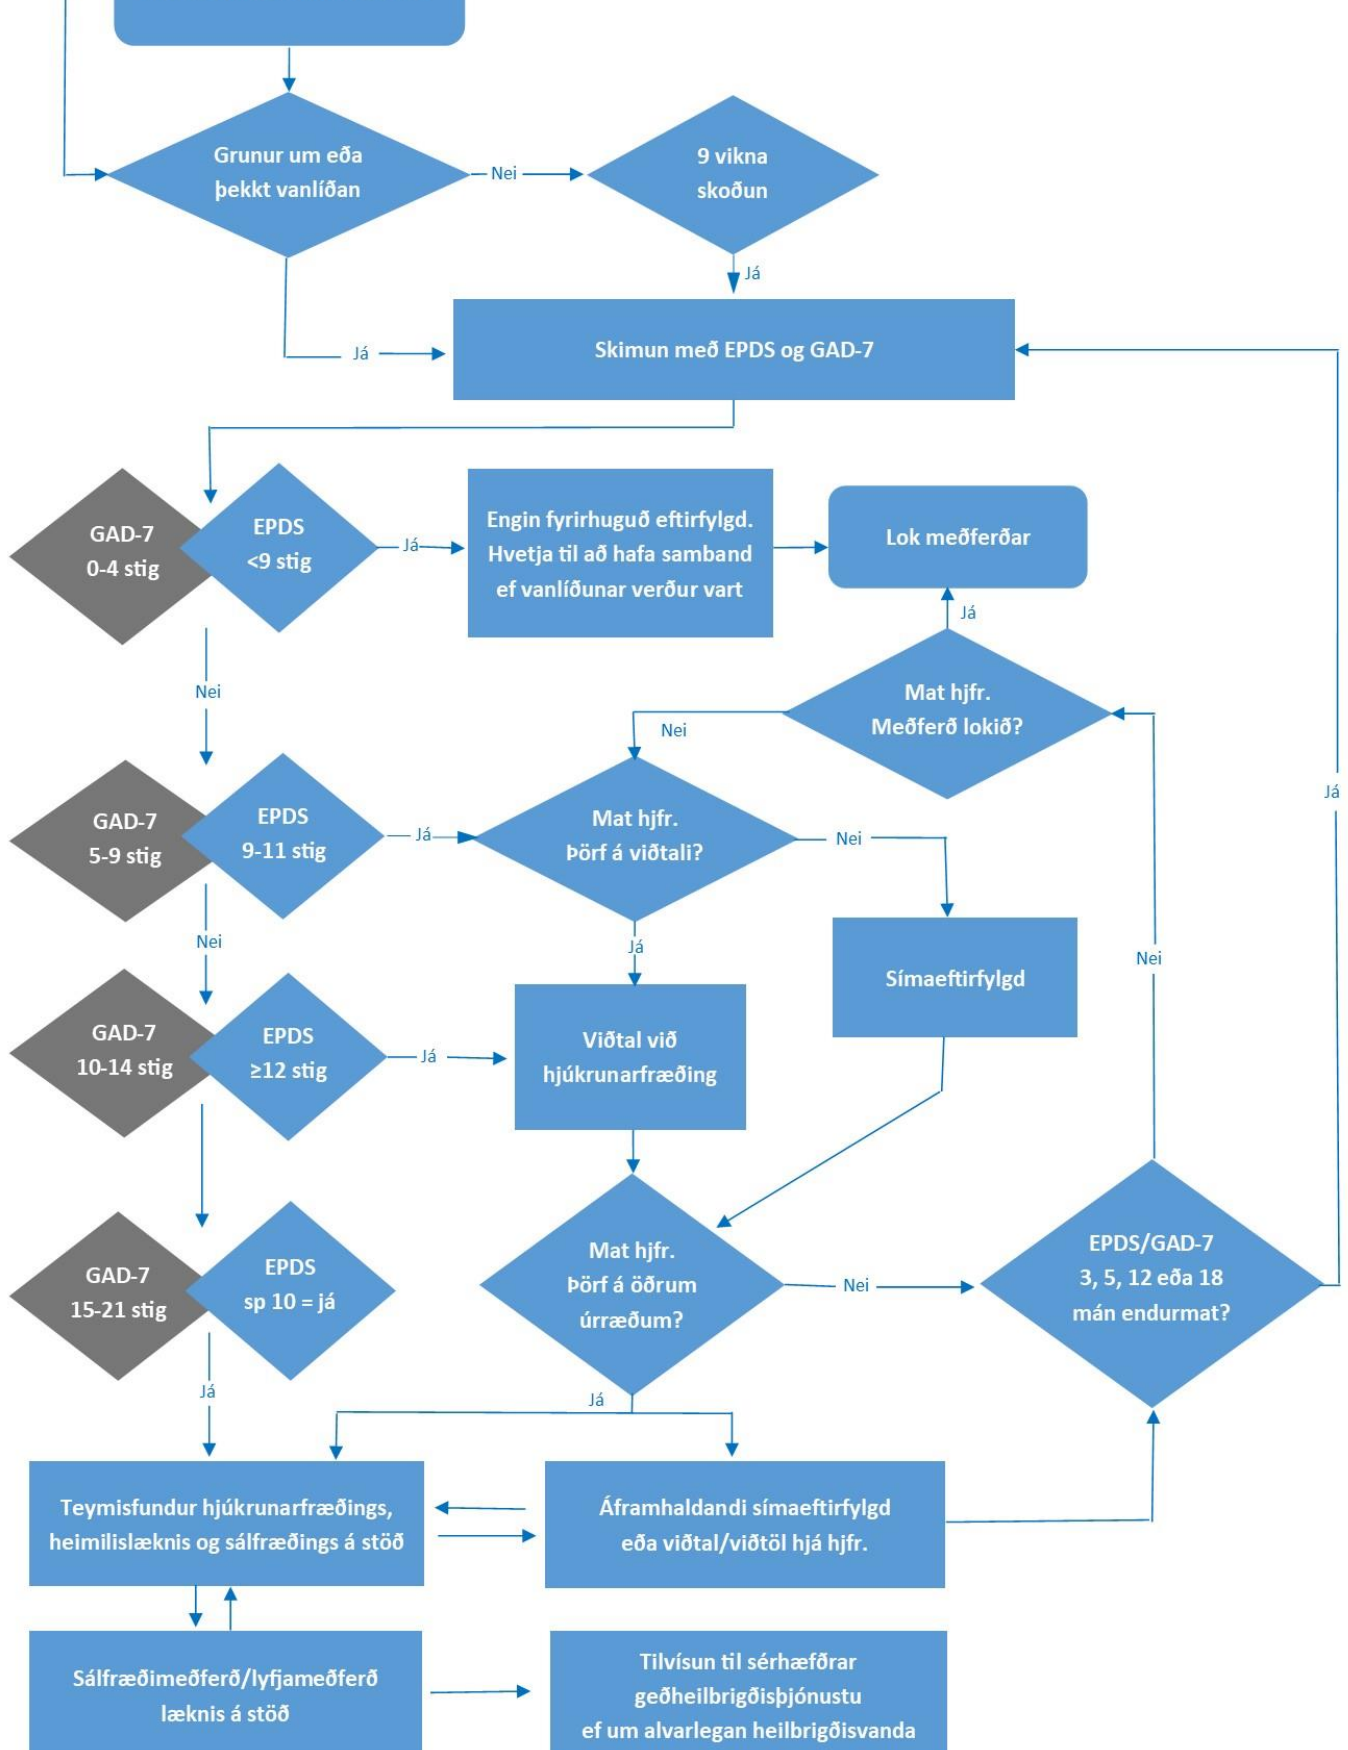 Grunur um eða
þekkt vanlíðan
Nei
9 vikna
skoðun
Já
Já
Skimun með EPDS og GAD-7
GAD-7
0-4 stig
EPDS
<9 stig
Já
Engin fyrirhuguð eftirfylgd.
Hvetja til að hafa samband
ef vanlíðunar verður vart
Lok meðferðar
Já
Nei
Mat hjfr.
Meðferð lokið?
Nei
Já
GAD-7
5-9 stig
EPDS
9-11 stig
Já
Mat hjfr.
Þörf á viðtali?
Nei
Nei
Já
Nei
Símaeftirfylgd
GAD-7
10-14 stig
EPDS
≥12 stig
Já
Viðtal við
hjúkrunarfræðing
GAD-7
15-21 stig
EPDS
sp 10 = já
Mat hjfr.
Þörf á öðrum
úrræðum?
Nei
EPDS/GAD-7
3, 5, 12 eða 18
mán endurmat?
Já
Já
Teymisfundur hjúkrunarfræðings,
heimilislæknis og sálfræðings á stöð
Áframhaldandi símaeftirfylgd
eða viðtal/viðtöl hjá hjfr.
Sálfræðimeðferð/lyfjameðferð
læknis á stöð
Tilvísun til sérhæfðrar
geðheilbrigðisþjónustu
ef um alvarlegan heilbrigðisvanda